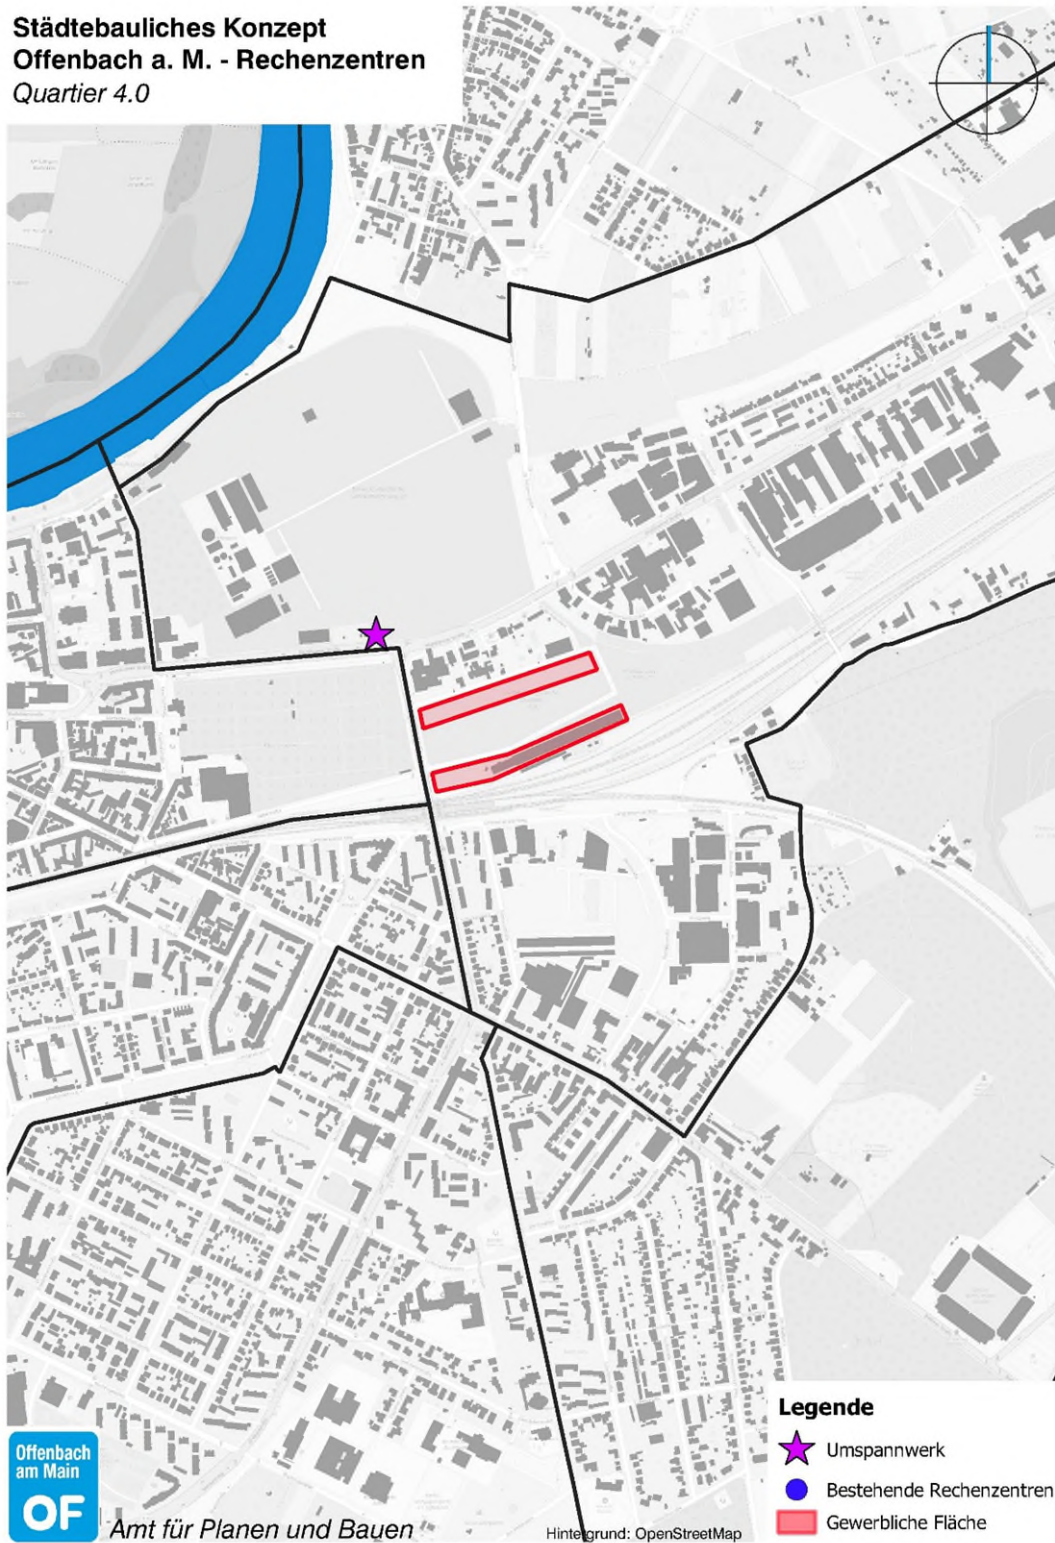 Städtebauliches Konzept
Offenbach a. M. - Rechenzentren
Quartier 4.0
Legende
Umspannwerk
Bestehende Rechenzentren
Gewerbliche Fläche
Offenbach
am Main
OF
Amt für Planen und Bauen
Hintergrund: OpenStreetMap